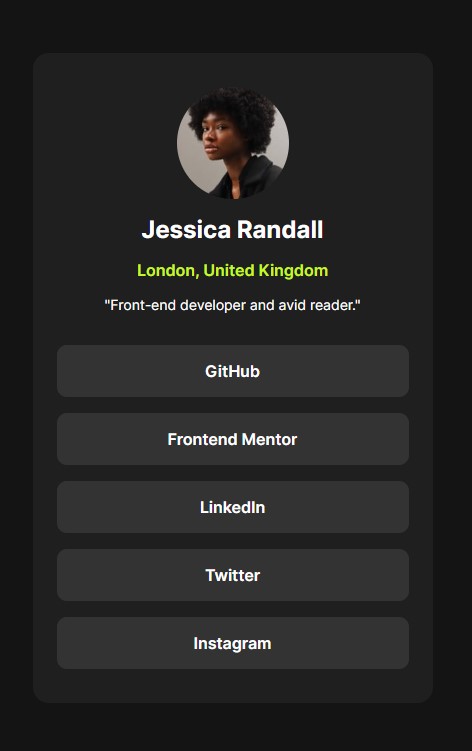 Jessica Randall
London, United Kingdom
"Front-end developer and avid reader."
GitHub
Frontend Mentor
LinkedIn
Twitter
Instagram